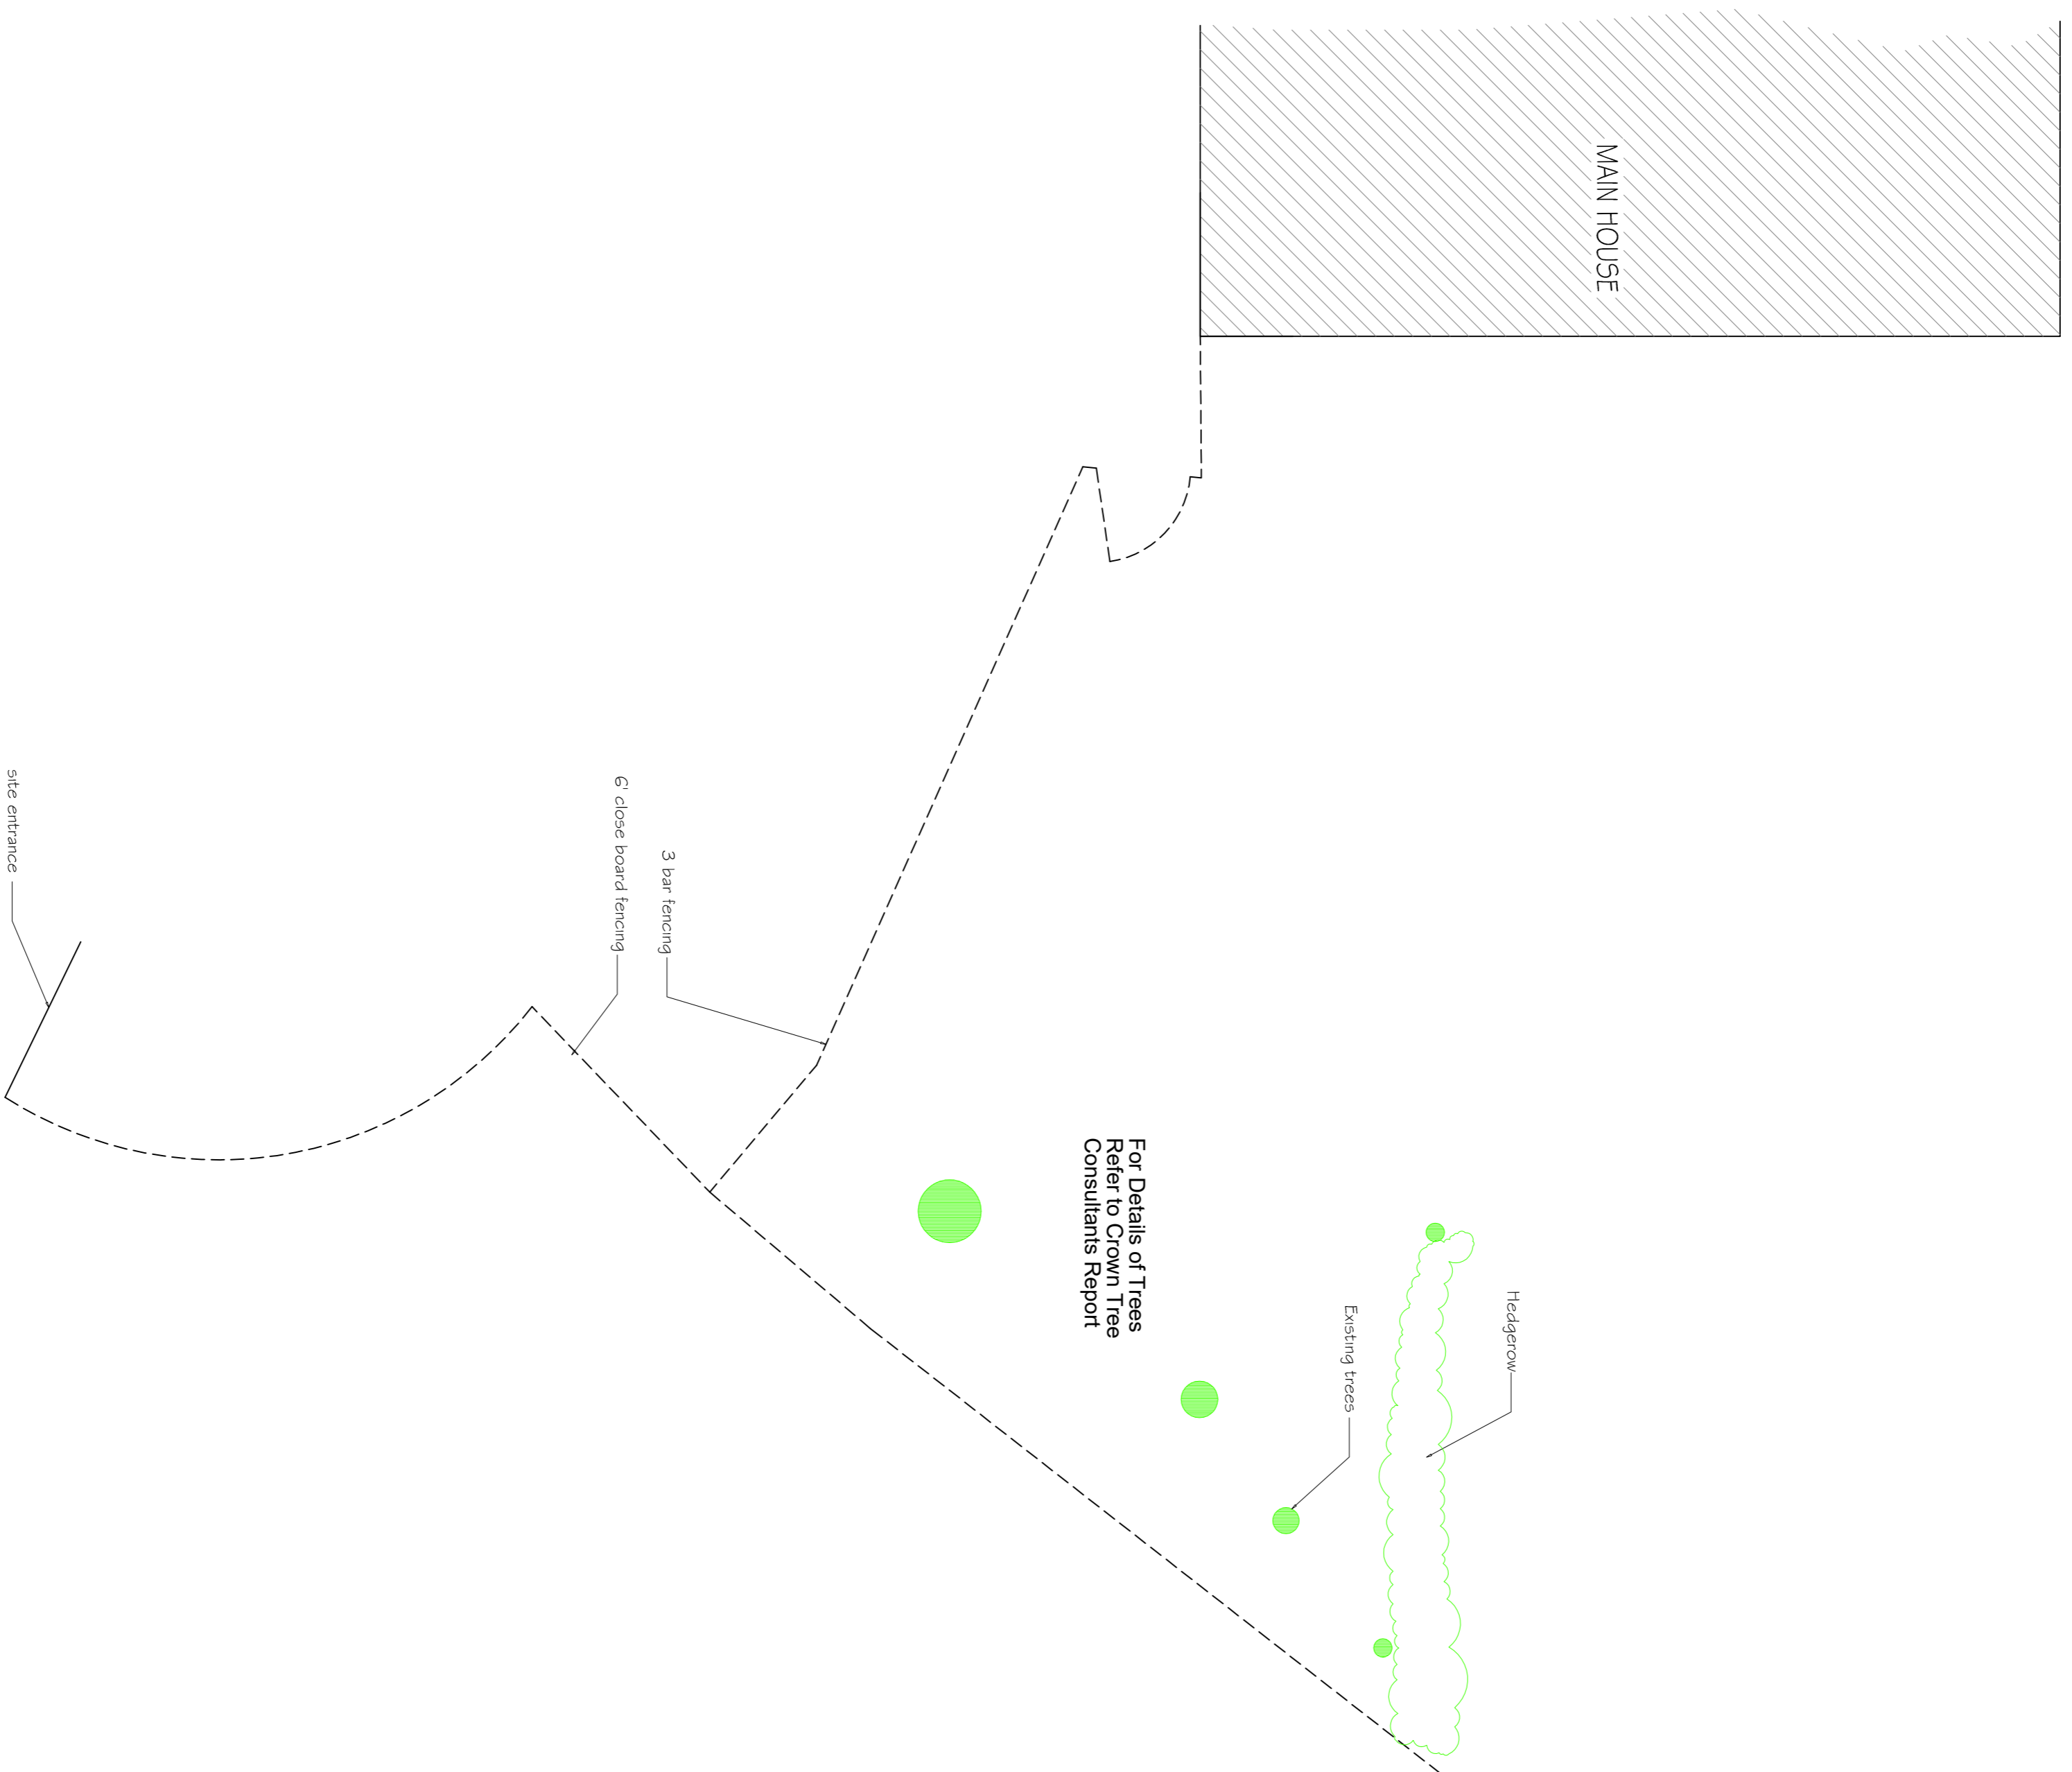 MAIN HOUSE
Hedgerow
Existing trees
For Details of Trees
Refer to Crown Tree
Consultants Report
3 bar fencing
6' close board fencing
site entrance